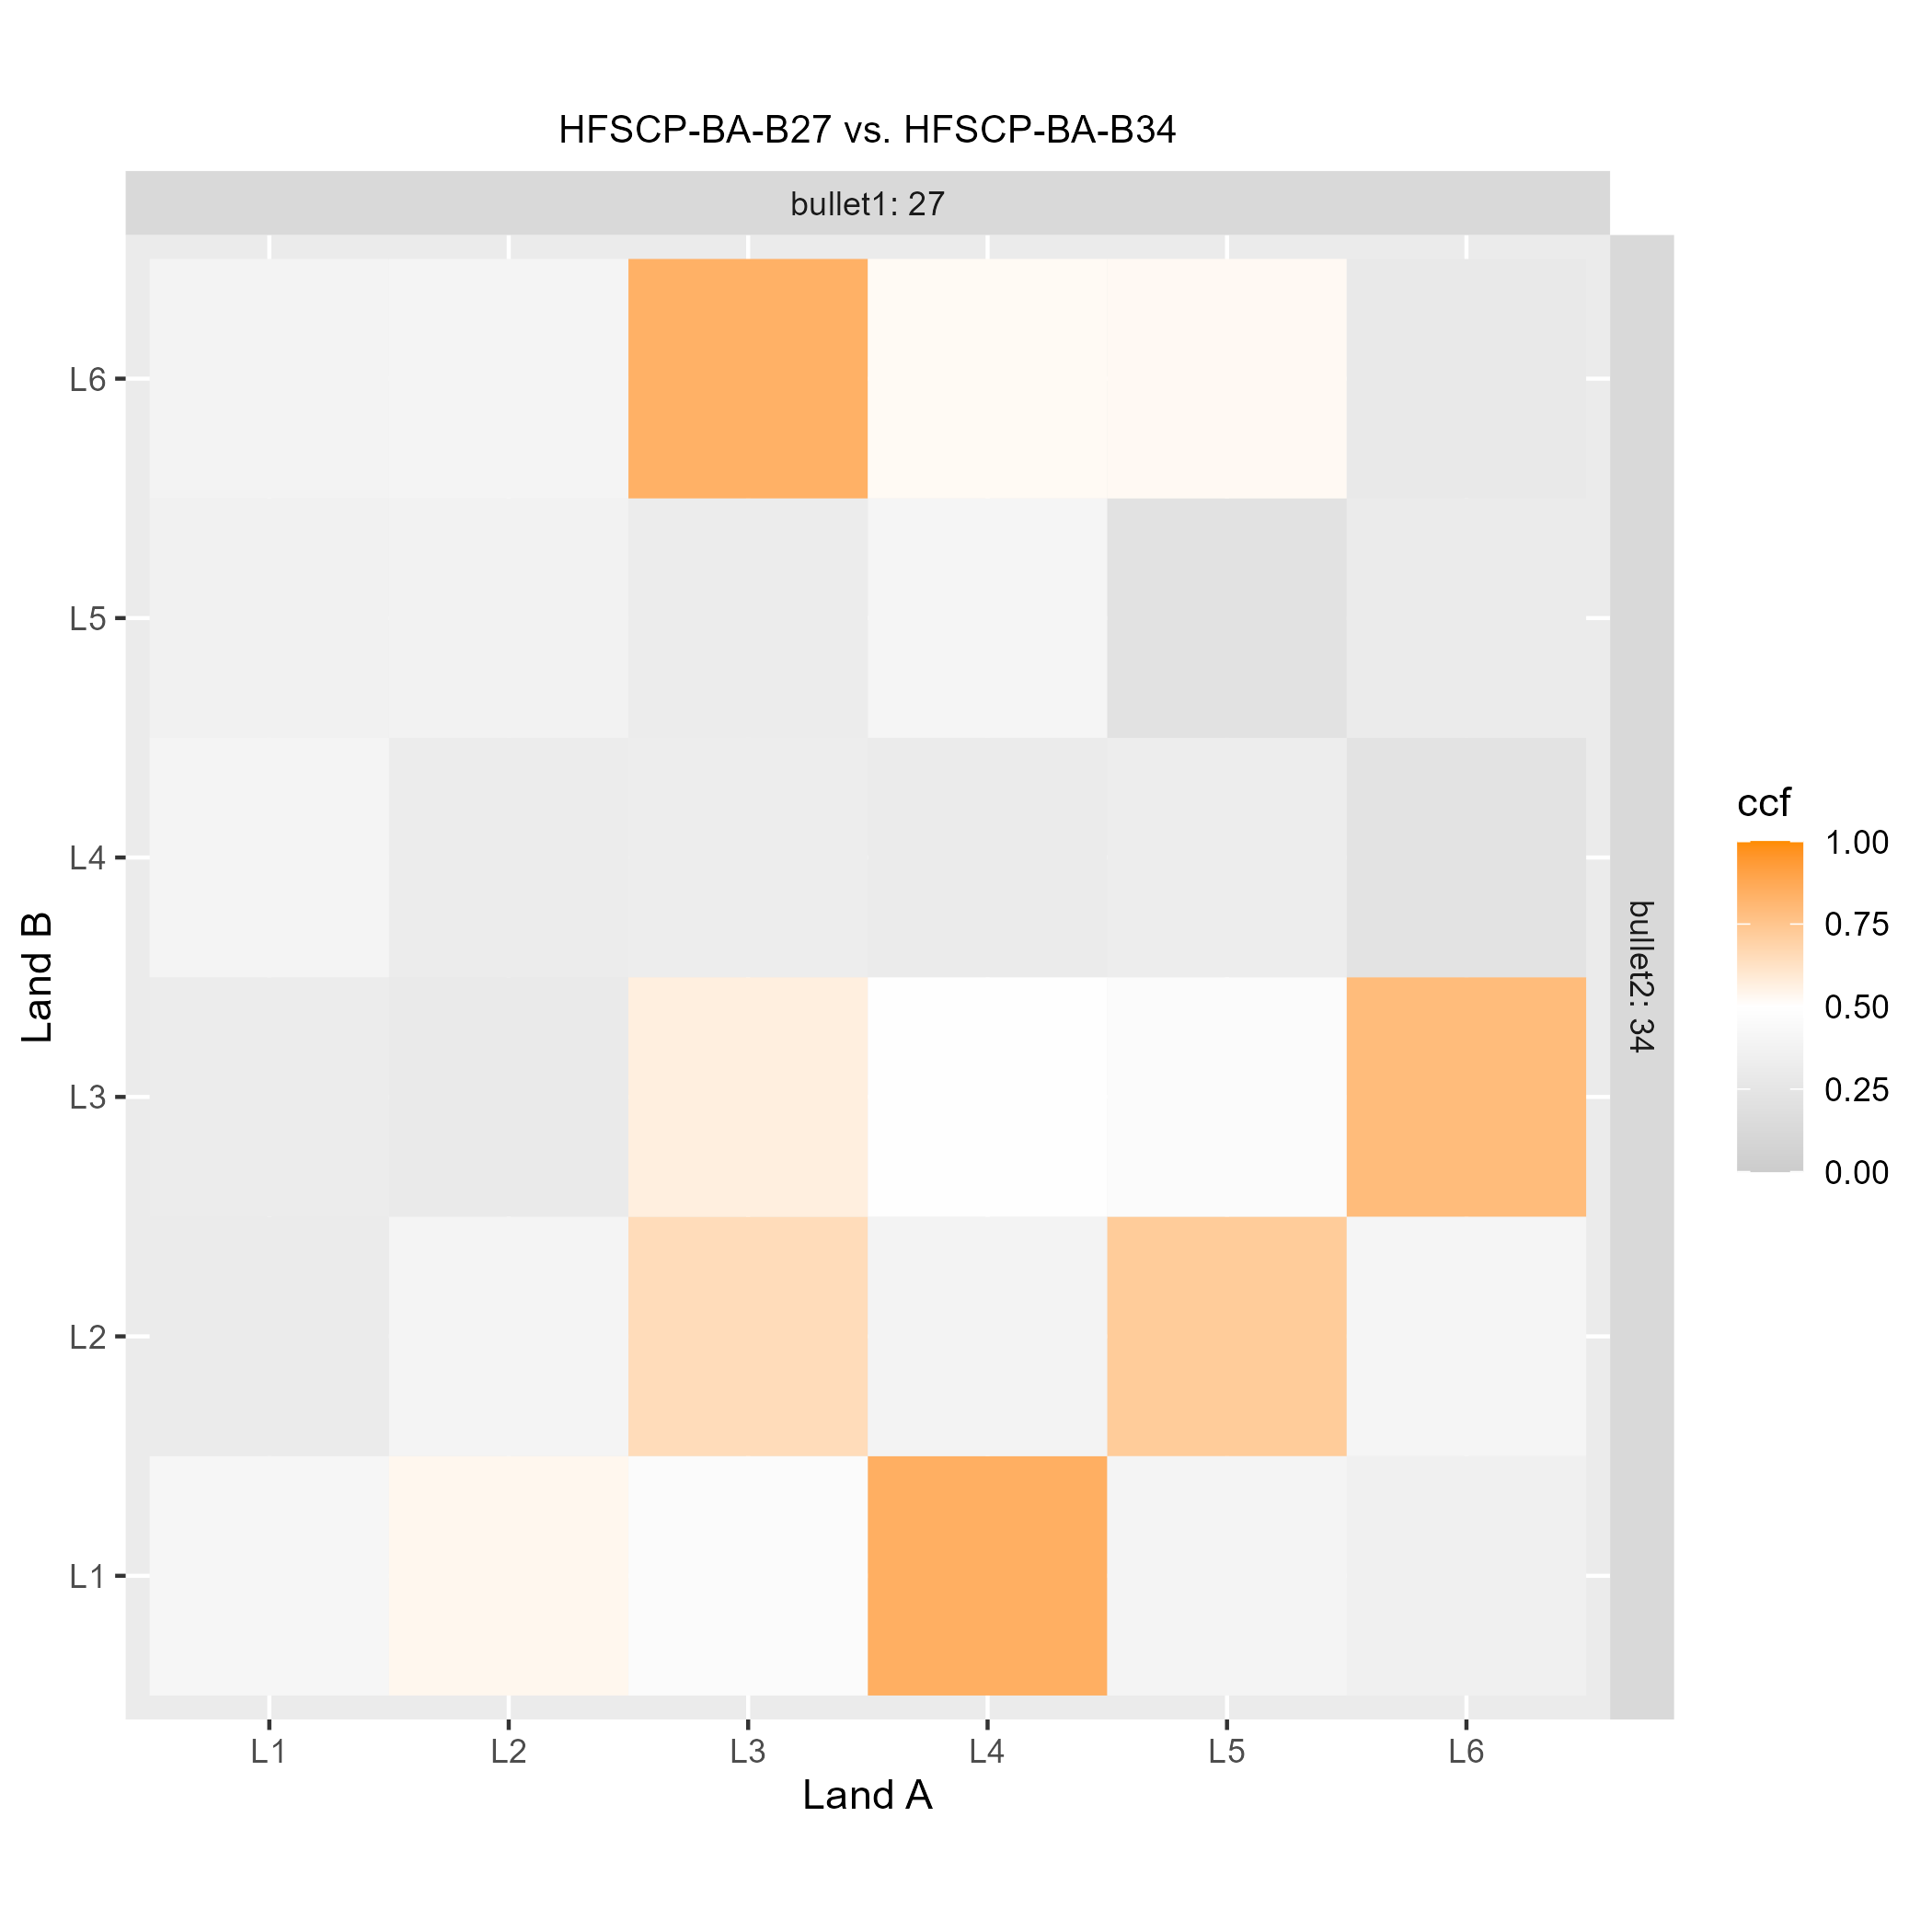 HFSCP-BA-B27 vs. HFSCP-BA-B34
bullet1: 27
L6
L5
L4
L3
L2
L1
Land B
L1 L2 L3 L4 L5 L6
Land A
bullet2: 34
ccf
1.00
0.75
0.50
0.25
0.00